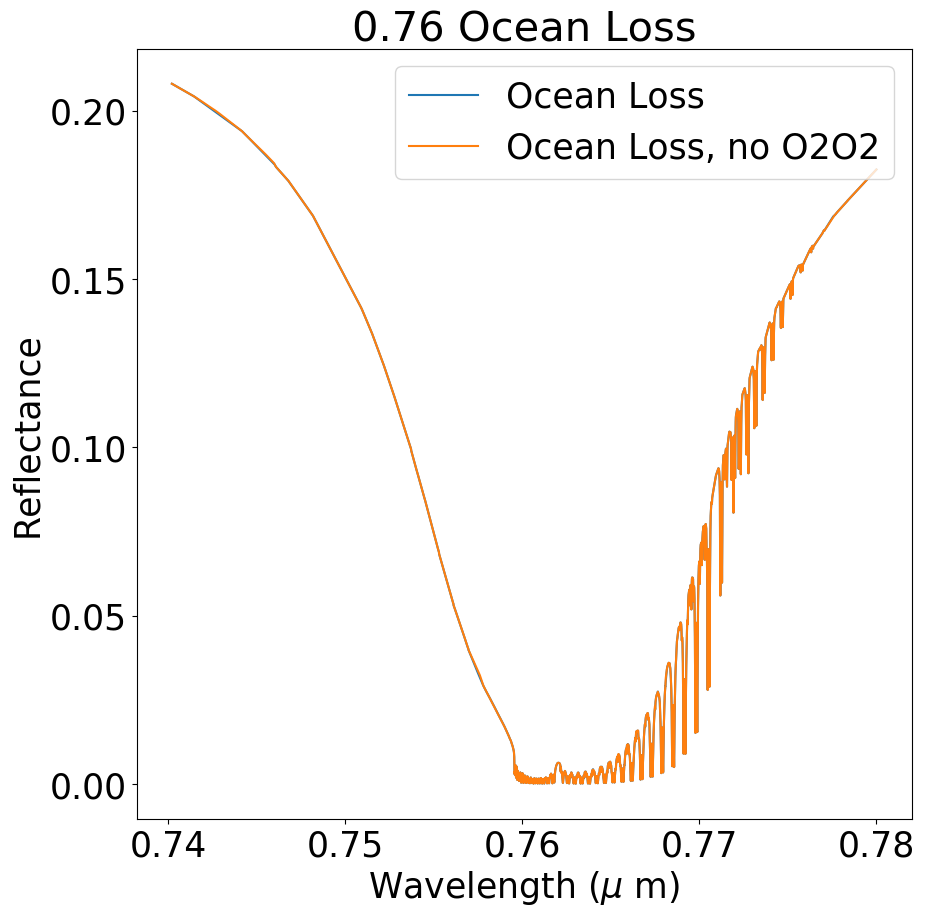 0.76 Ocean Loss
Ocean Loss
Ocean Loss, no O2O2
0.20
0.15
0.10
0.05
0.00
Reflectance
0.74 0.75 0.76 0.77 0.78
Wavelength (μ m)